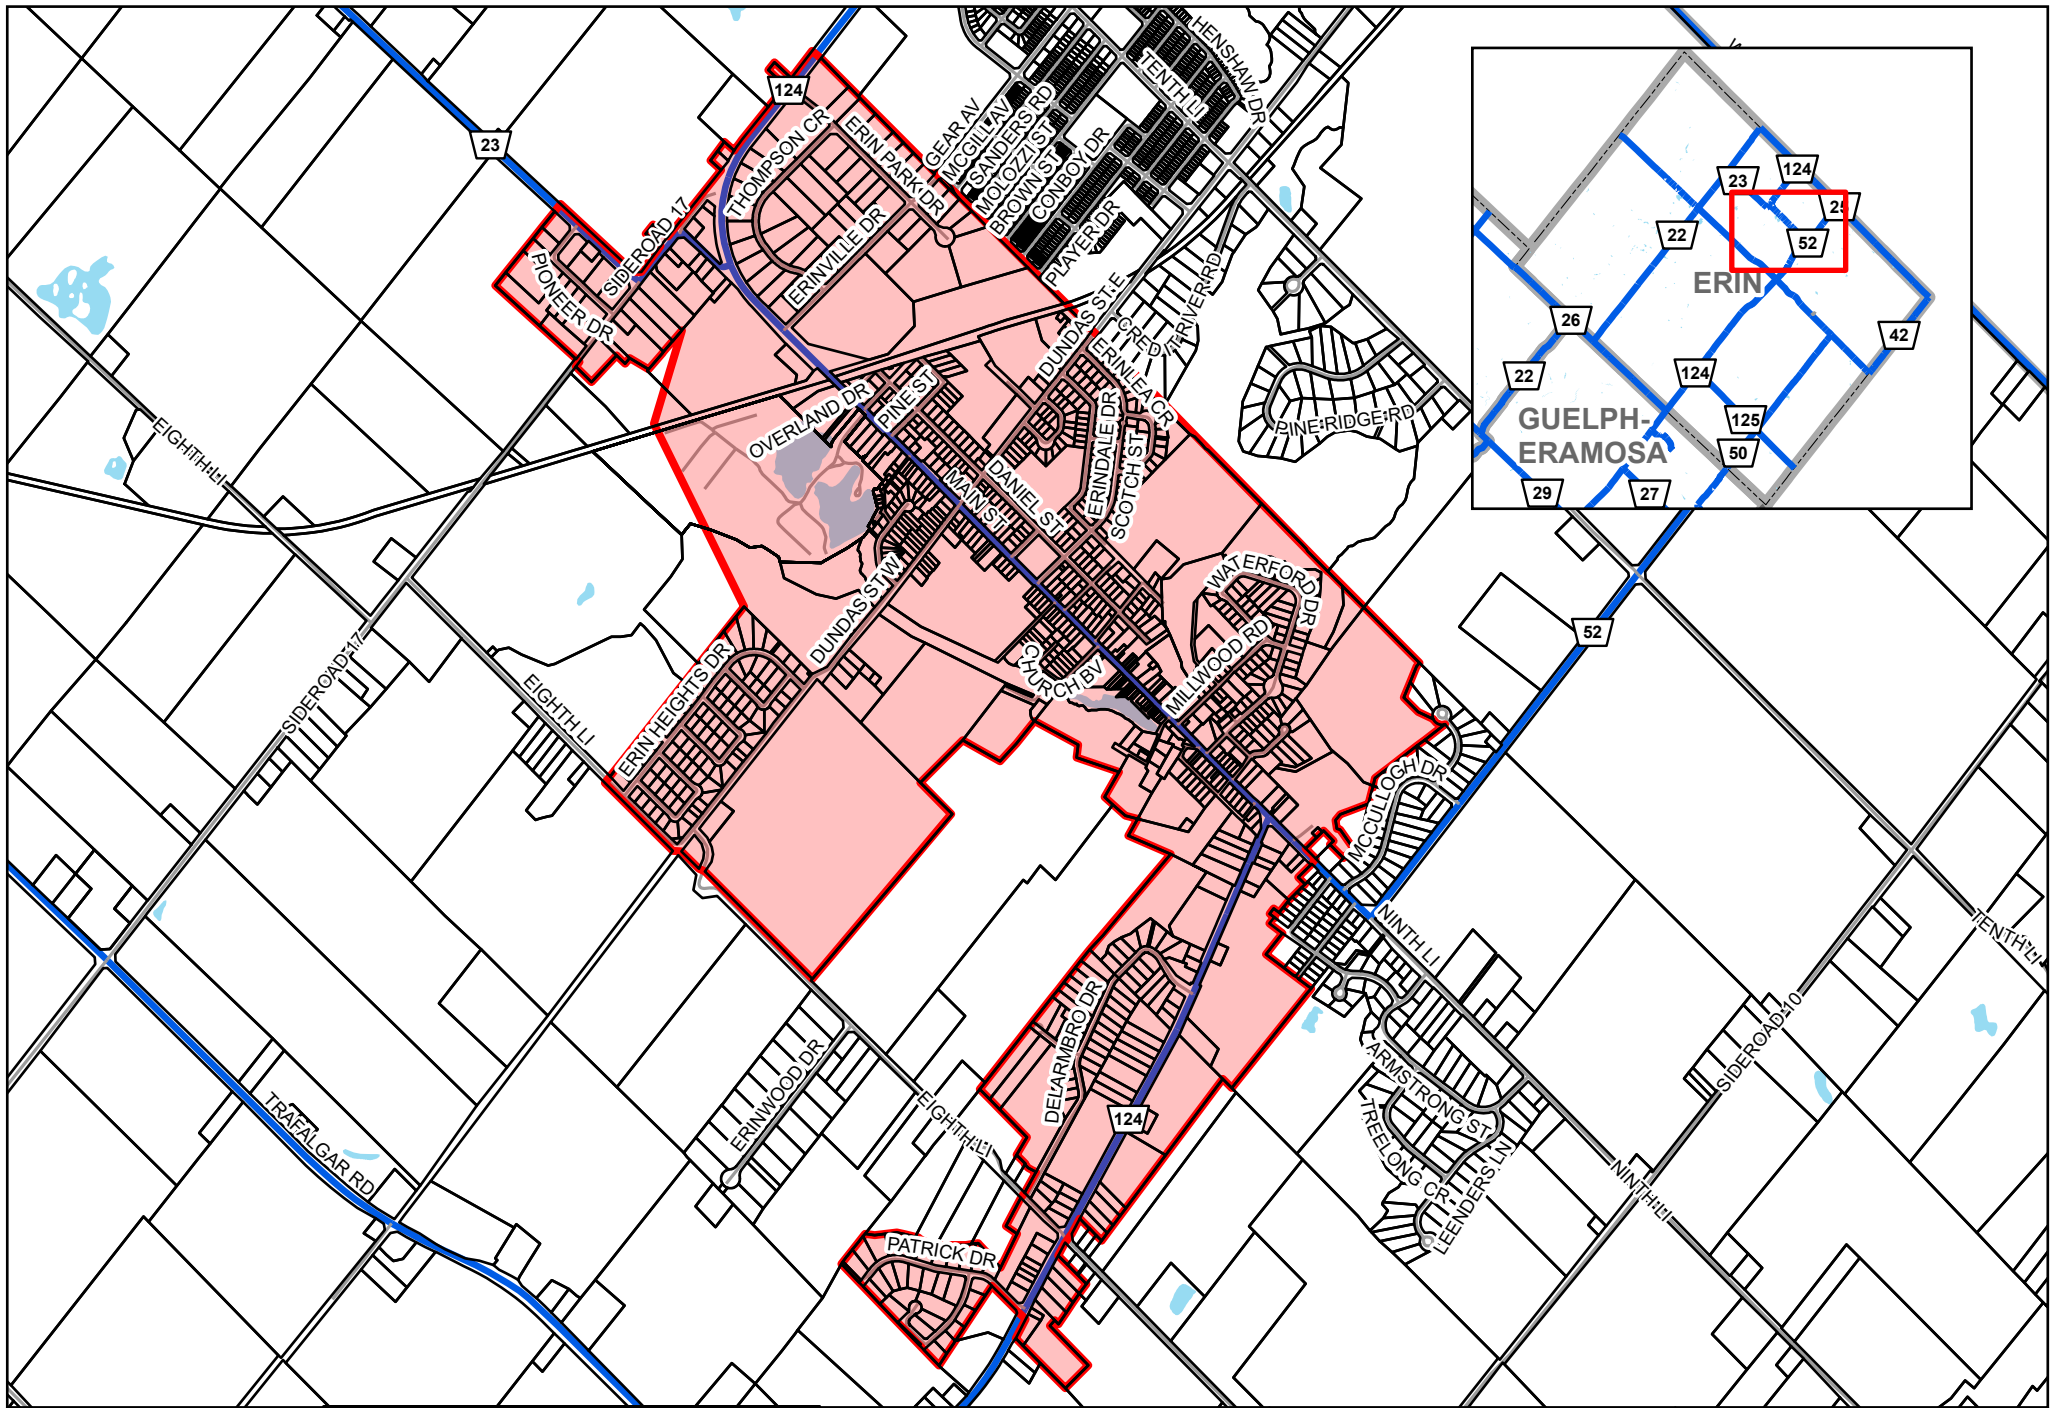 HENSHAW DR
TENTH LI
124
23
THOMPSON CR
ERIN PARK DR
GEAR AV
MCGILL AV
SANDERS RD
MOLOZZI ST
BROWN ST
CONBOY DR
PLAYER DR
23
124
25
22
52
ERIN
26
42
22
124
GUELPH-
ERAMOSA
125
50
29
27
SIDEROAD 17
PIONEER DR
ERINVILLE DR
DUNDAS ST E
CREDIT RIVER RD
ERINLEA CR
OVERLAND DR
PINE ST
ERINDALE DR
SCOTCH ST
PINE RIDGE RD
EIGHTH LI
MAIN ST
DANIEL ST
WATERFORD DR
DUNDAS ST W
MILLWOOD RD
CHURCH BV
52
SIDEROAD 17
EIGHTH LI
ERIN HEIGHTS DR
MCCULLOGH DR
NINTH LI
TENTH LI
DELARMBRO DR
SIDEROAD 10
ARMSTRONG ST
TREELONG CR
LEENDERS LN
ERINWOOD DR
EIGHTH LI
124
TRAFALGAR RD
NINTH LI
PATRICK DR